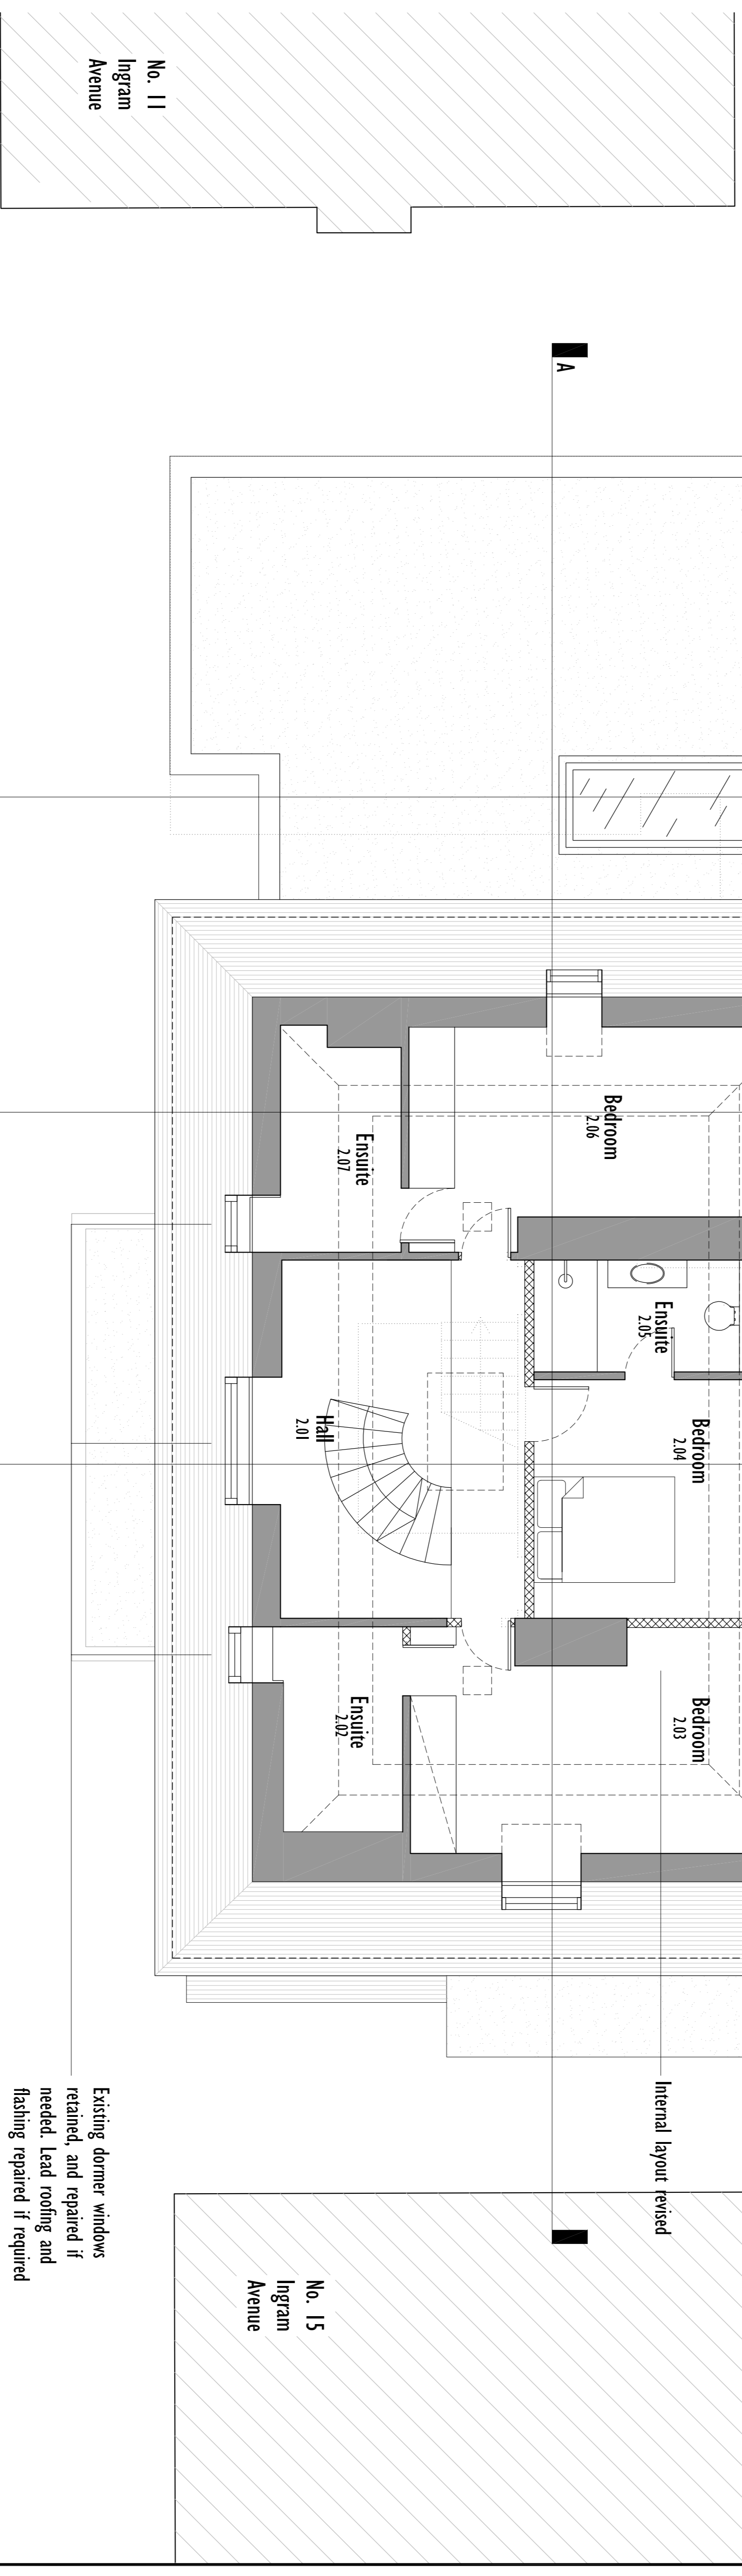 No. 11
Ingram
Avenue
A
Bedroom
2.06
Ensuite
2.07
Ensuite
2.05
Hall
2.01
Bedroom
2.04
Ensuite
2.02
Bedroom
2.03
Internal layout revised
Existing dormer windows
retained, and repaired if
needed. Lead roofing and
flashing repaired if required
No. 15
Ingram
Avenue